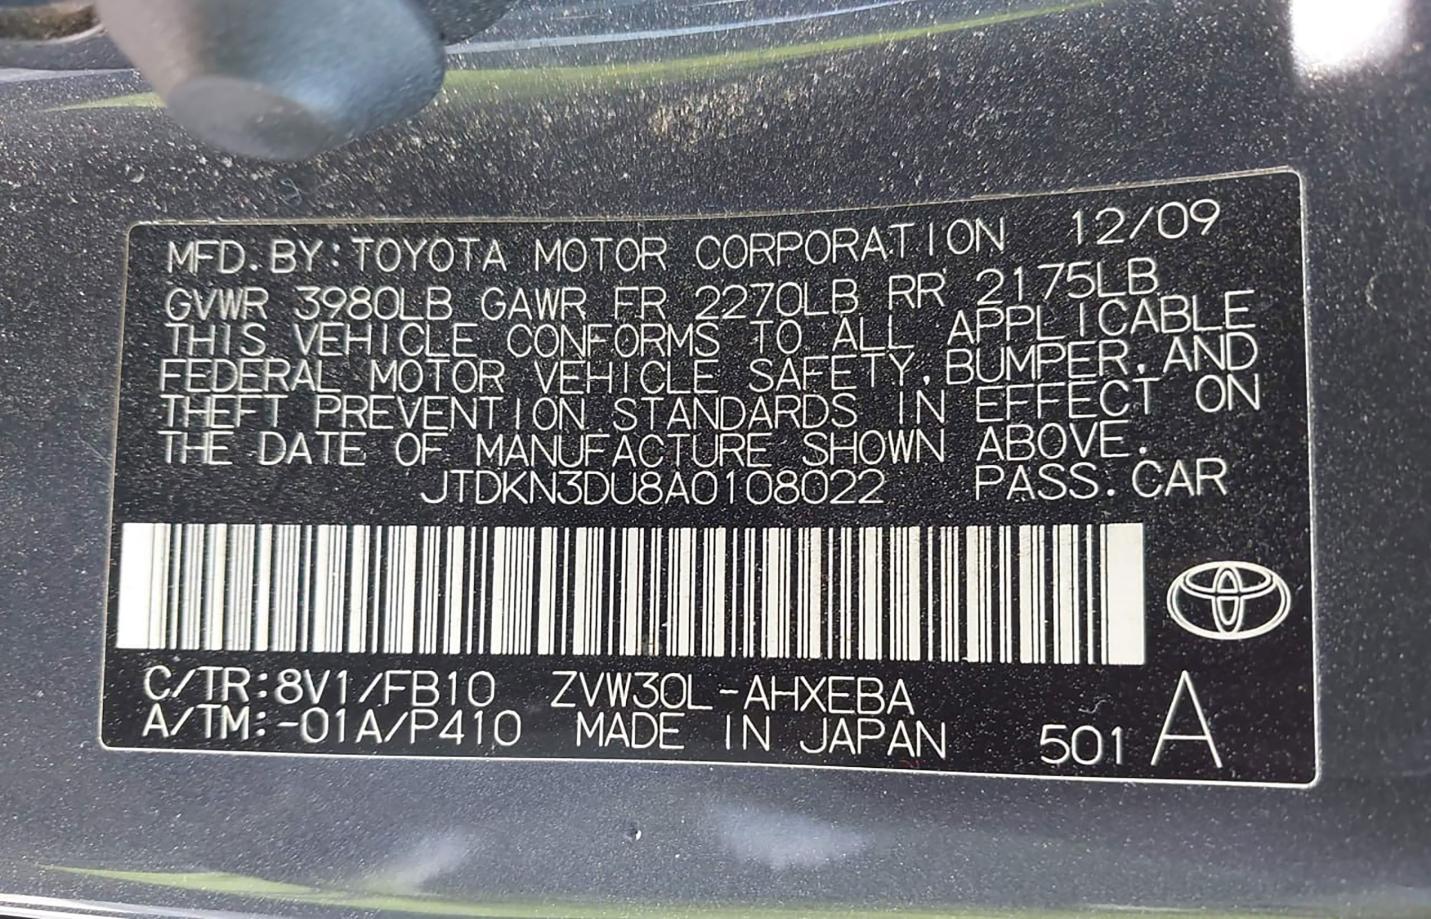 MFD.BY:TOYOTA MOTOR CORPORATION 12/09
GVWR 3980LB GAWR FR 2270LB RR 2175LB
THIS VEHICLE CONFORMS TO ALL APPLICABLE
FEDERAL MOTOR VEHICLE SAFETY,BUMPER,AND
THEFT PREVENTION STANDARDS IN EFFECT ON
THE DATE OF MANUFACTURE SHOWN ABOVE.
JTDKN3DU8A0108022 PASS.CAR
C/TR:8V1/FB10 ZVW30L-AHXEBA
A/TM:-01A/P410 MADE IN JAPAN 501 A